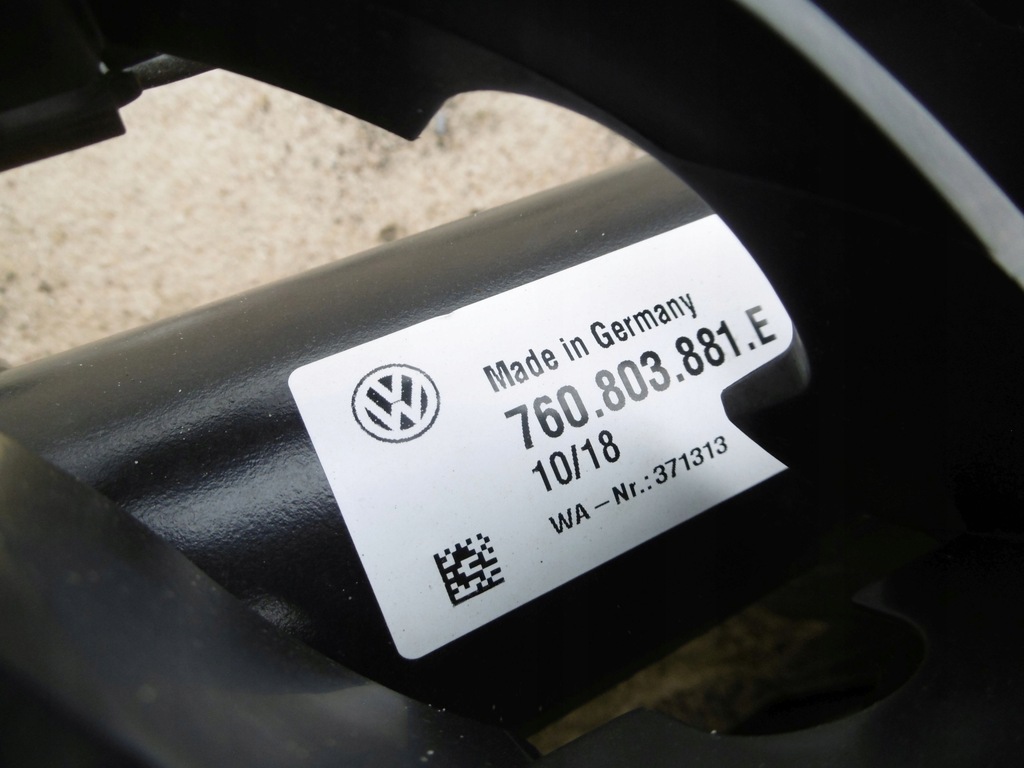 Made in Germany
760.803.881.E
10/18
WA-Nr.:371313